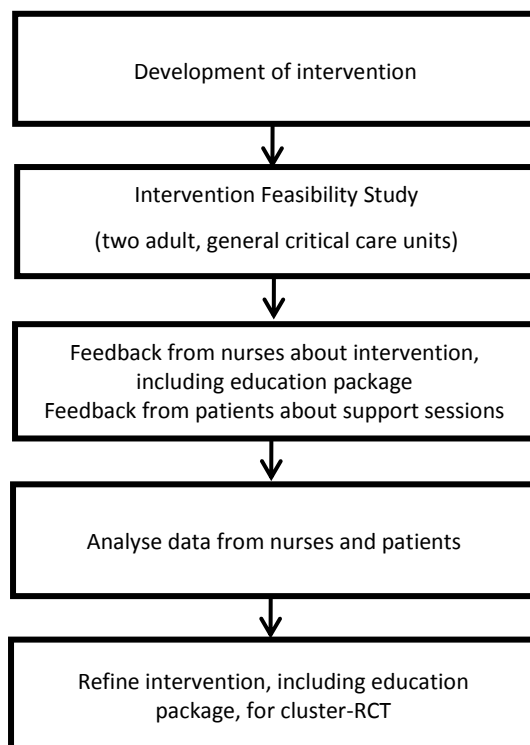 Development of intervention
Intervention Feasibility Study
(two adult, general critical care units)
Feedback from nurses about intervention,
including education package
Feedback from patients about support sessions
Analyse data from nurses and patients
Refine intervention, including education
package, for cluster-RCT